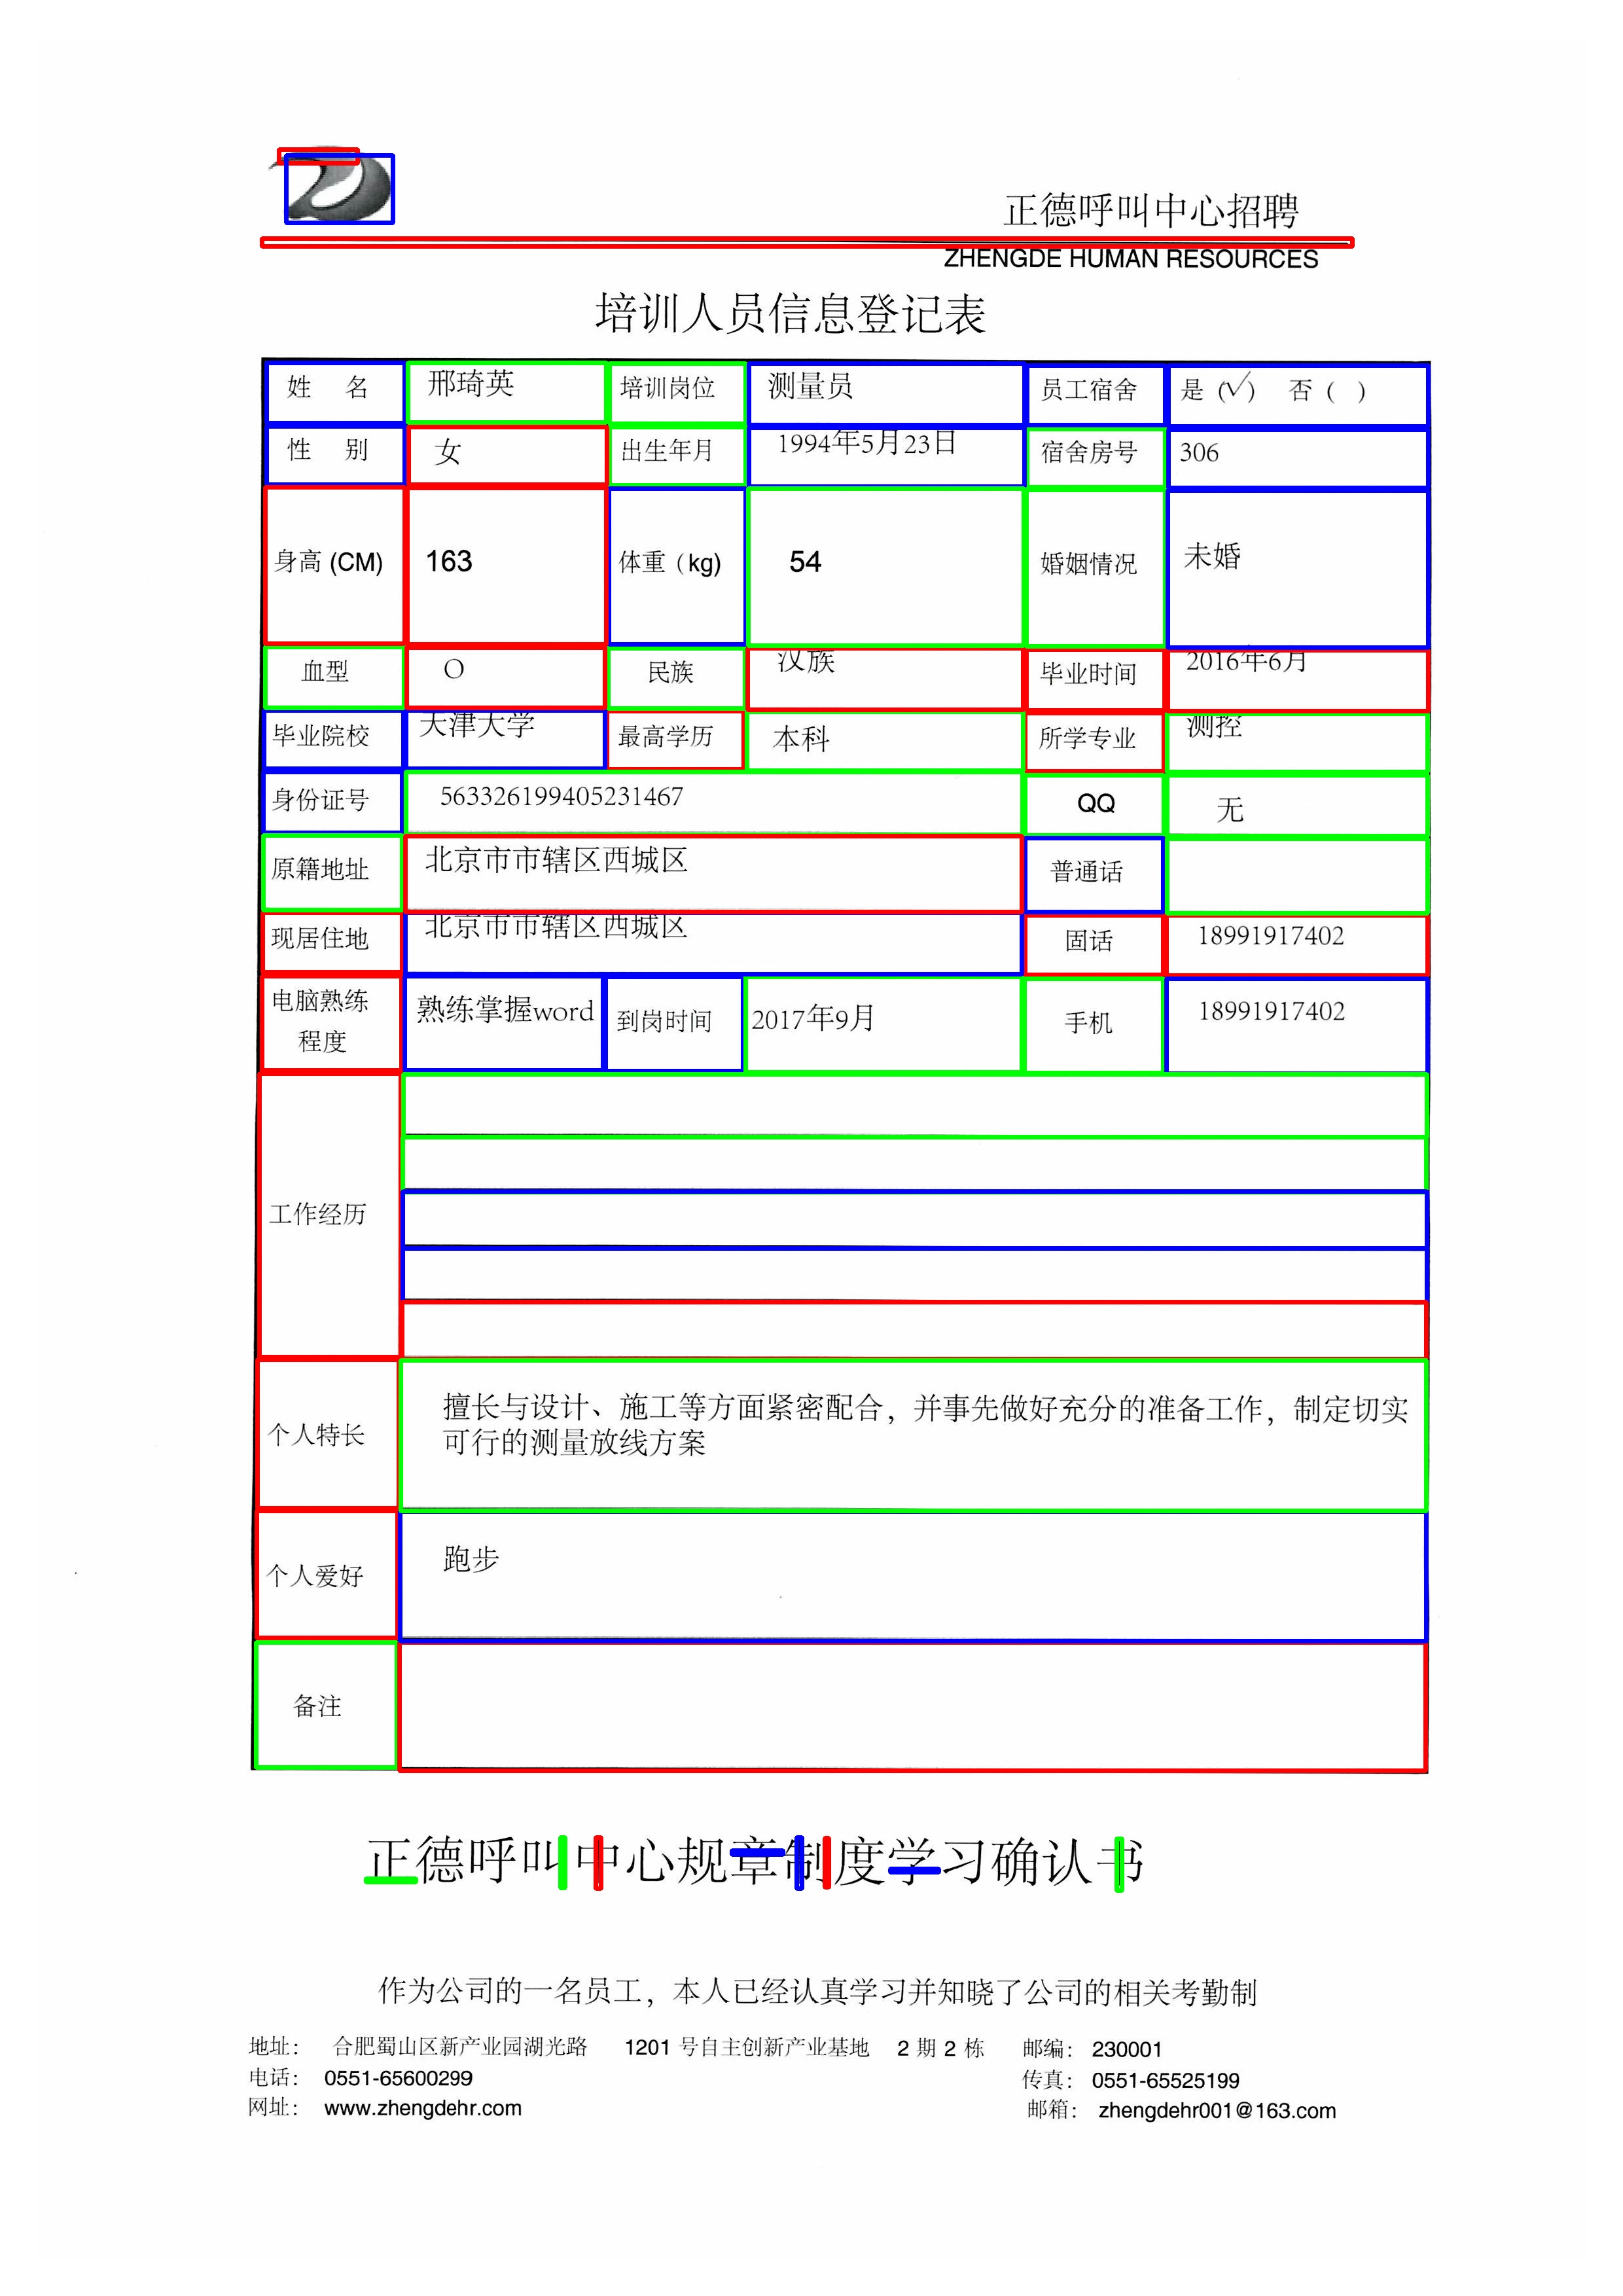 正德呼叫中心招聘
ZHENGDE HUMAN RESOURCES
培训人员信息登记表
姓 名 邢琦英 培训岗位 测量员 员工宿舍 是 (√) 否 ( )
性 别 女 出生年月 1994年5月23日 宿舍房号 306
身高 (CM) 163 体重 (kg) 54 婚姻情况 未婚
血型 O 民族 汉族 毕业时间 2016年6月
毕业院校 天津大学 最高学历 本科 所学专业 测控
身份证号 563326199405231467 QQ 无
原籍地址 北京市市辖区西城区 普通话
现居住地 北京市市辖区西城区 固话 18991917402
电脑熟练 熟练掌握word 到岗时间 2017年9月 手机 18991917402
程度
工作经历
个人特长 擅长与设计、施工等方面紧密配合，并事先做好充分的准备工作，制定切实
可行的测量放线方案
个人爱好 跑步
备注
正德呼叫中心规章制度学习确认书
作为公司的一名员工，本人已经认真学习并知晓了公司的相关考勤制
地址： 合肥蜀山区新产业园湖光路 1201 号自主创新产业基地 2 期 2 栋 邮编： 230001
电话： 0551-65600299 传真： 0551-65525199
网址： www.zhengdehr.com 邮箱： zhengdehr001@163.com